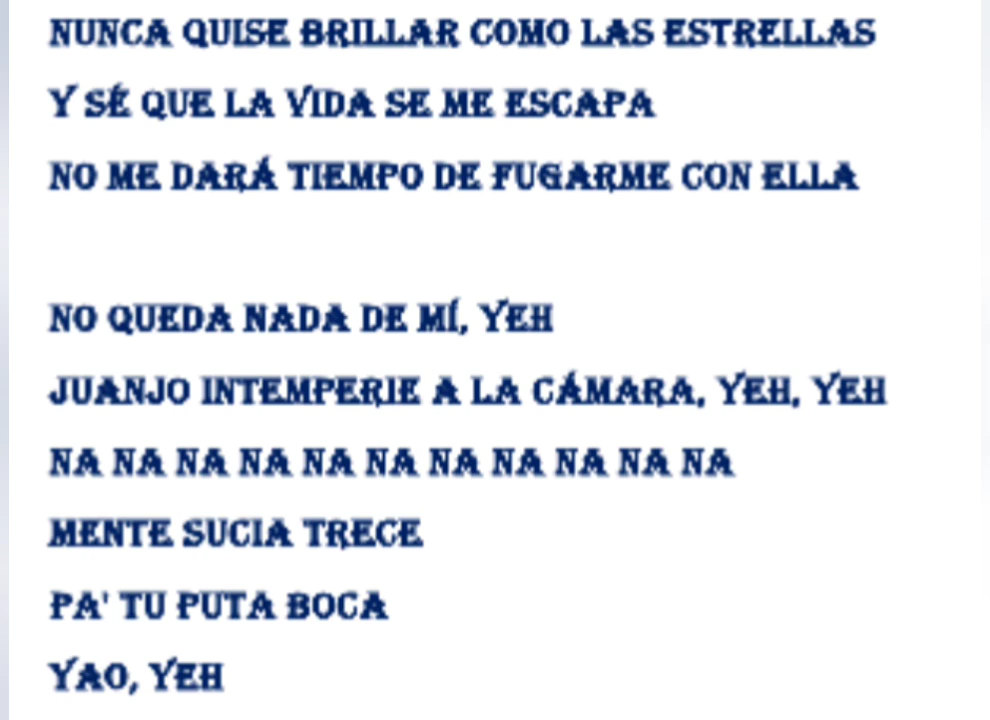 NUNCA QUISE BRILLAR COMO LAS ESTRELLAS
Y SÉ QUE LA VIDA SE ME ESCAPA
NO ME DARÁ TIEMPO DE FUGARME CON ELLA
NO QUEDA NADA DE MÍ, YEH
JUANJO INTEMPERIE A LA CÁMARA, YEH, YEH
NA NA NA NA NA NA NA NA NA NA NA
MENTE SUCIA TRECE
PA' TU PUTA BOCA
YAO, YEH